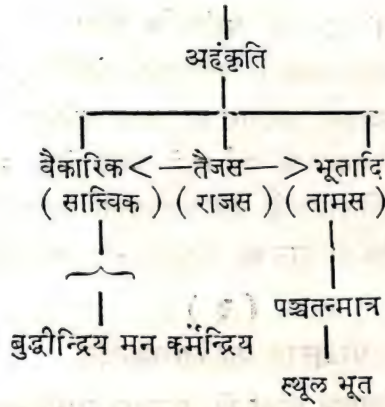 अहंकृति
वैकारिक < — तैजस — > भूतादि
( सात्त्विक ) ( राजस ) ( तामस )
पञ्चतन्मात्र
बुद्धीन्द्रिय मन कर्मेन्द्रिय
स्थूल भूत